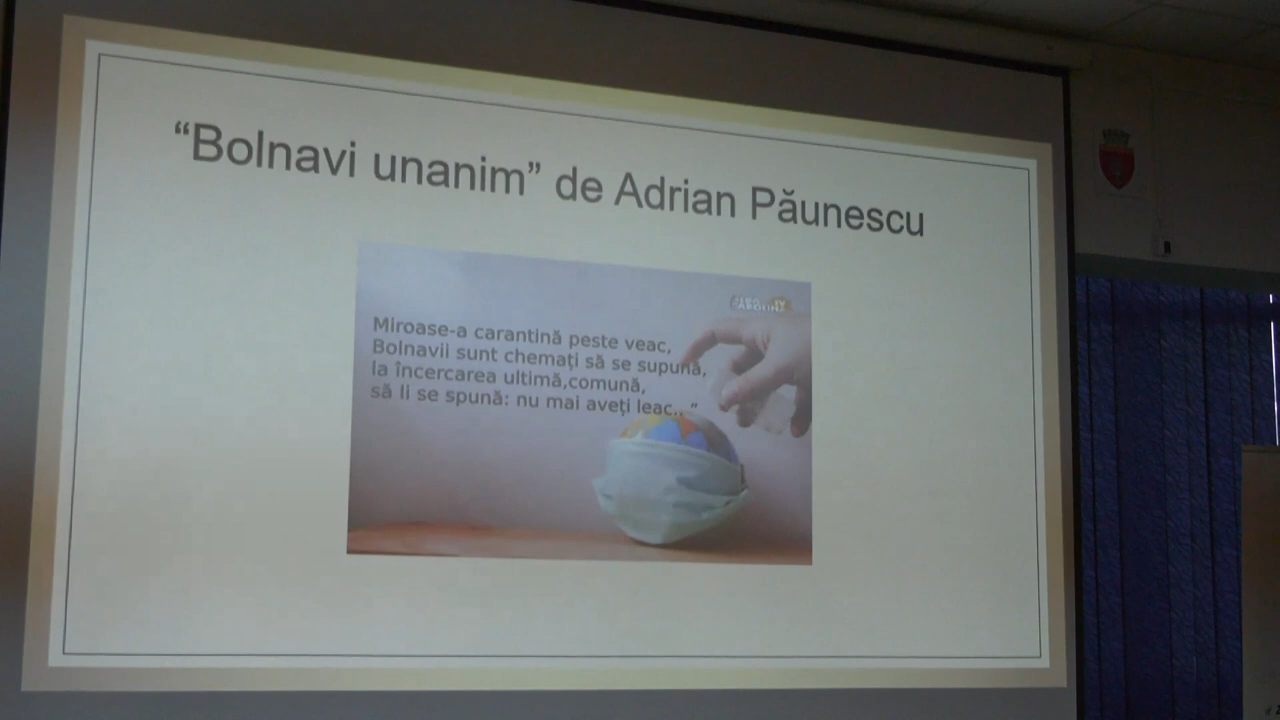 “Bolnavi unanim” de Adrian Păunescu
Miroase-a carantină peste veac,
Bolnavii sunt chemați să se supună,
la încercarea ultimă,comună,
să li se spună: nu mai aveți leac.. ”